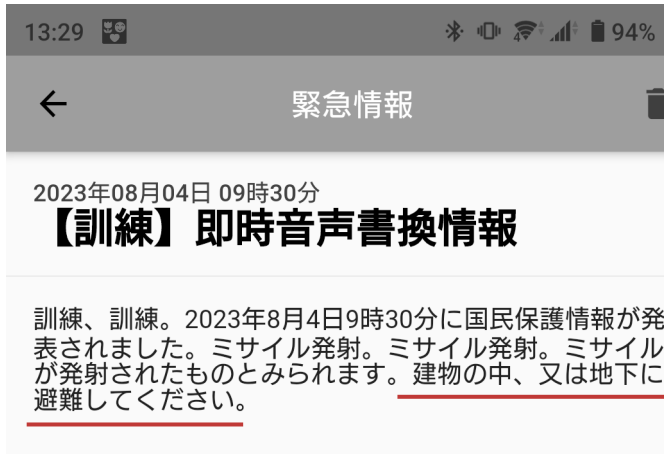 13:29
94%
緊急情報
2023年08月04日 09時30分
【訓練】即時音声書換情報
訓練、訓練。2023年8月4日9時30分に国民保護情報が発
表されました。ミサイル発射。ミサイル発射。ミサイル
が発射されたものとみられます。建物の中、又は地下に
避難してください。